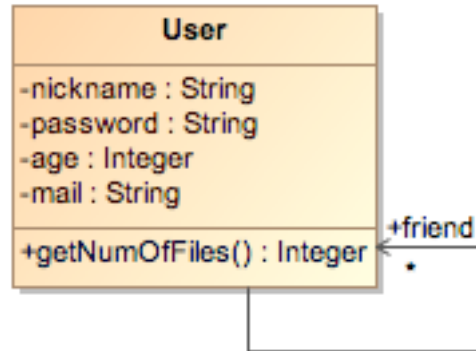 User
-nickname : String
-password : String
-age : Integer
-mail : String
+getNumOfFiles() : Integer
+friend
*